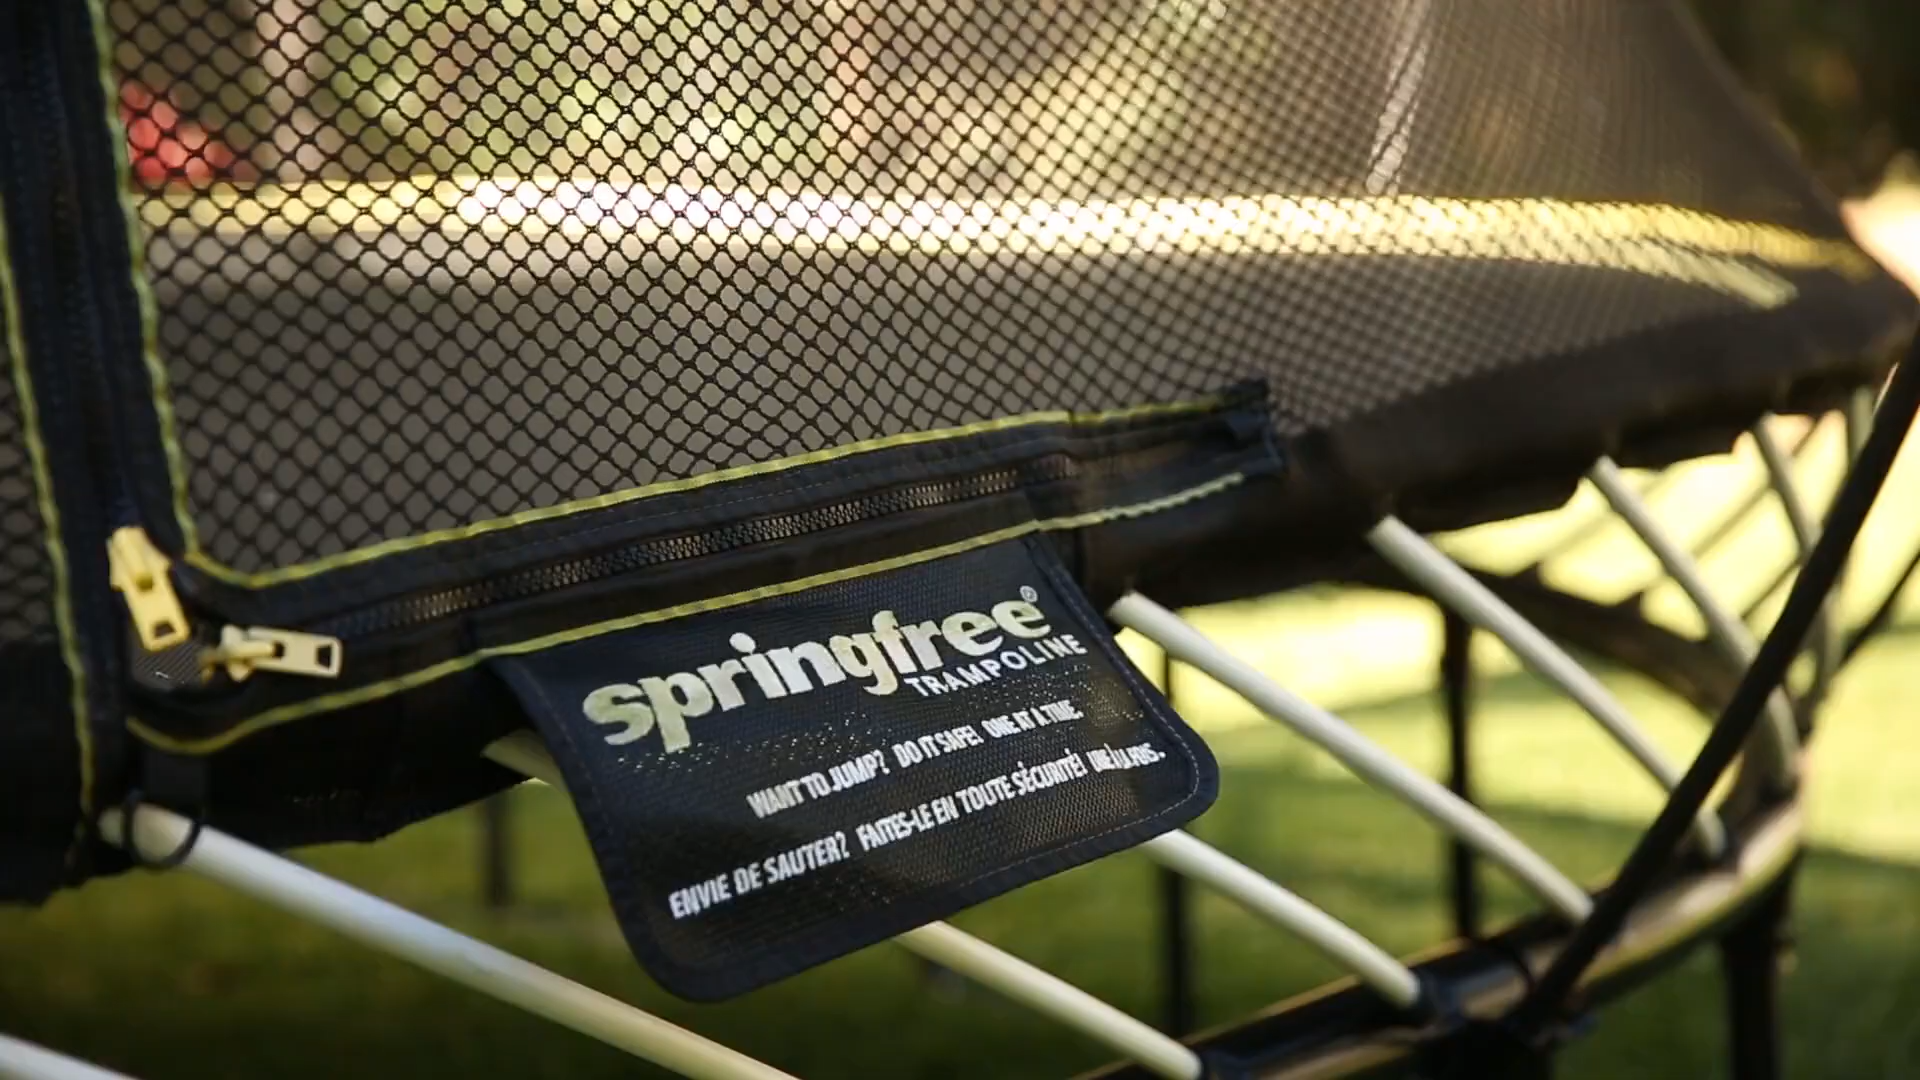 springfree®
TRAMPOLINE
WANT TO JUMP? DO IT SAFE! ONE AT A TIME.
ENVIE DE SAUTER? FAITES-LE EN TOUTE SÉCURITÉ! UN À LA FOIS.